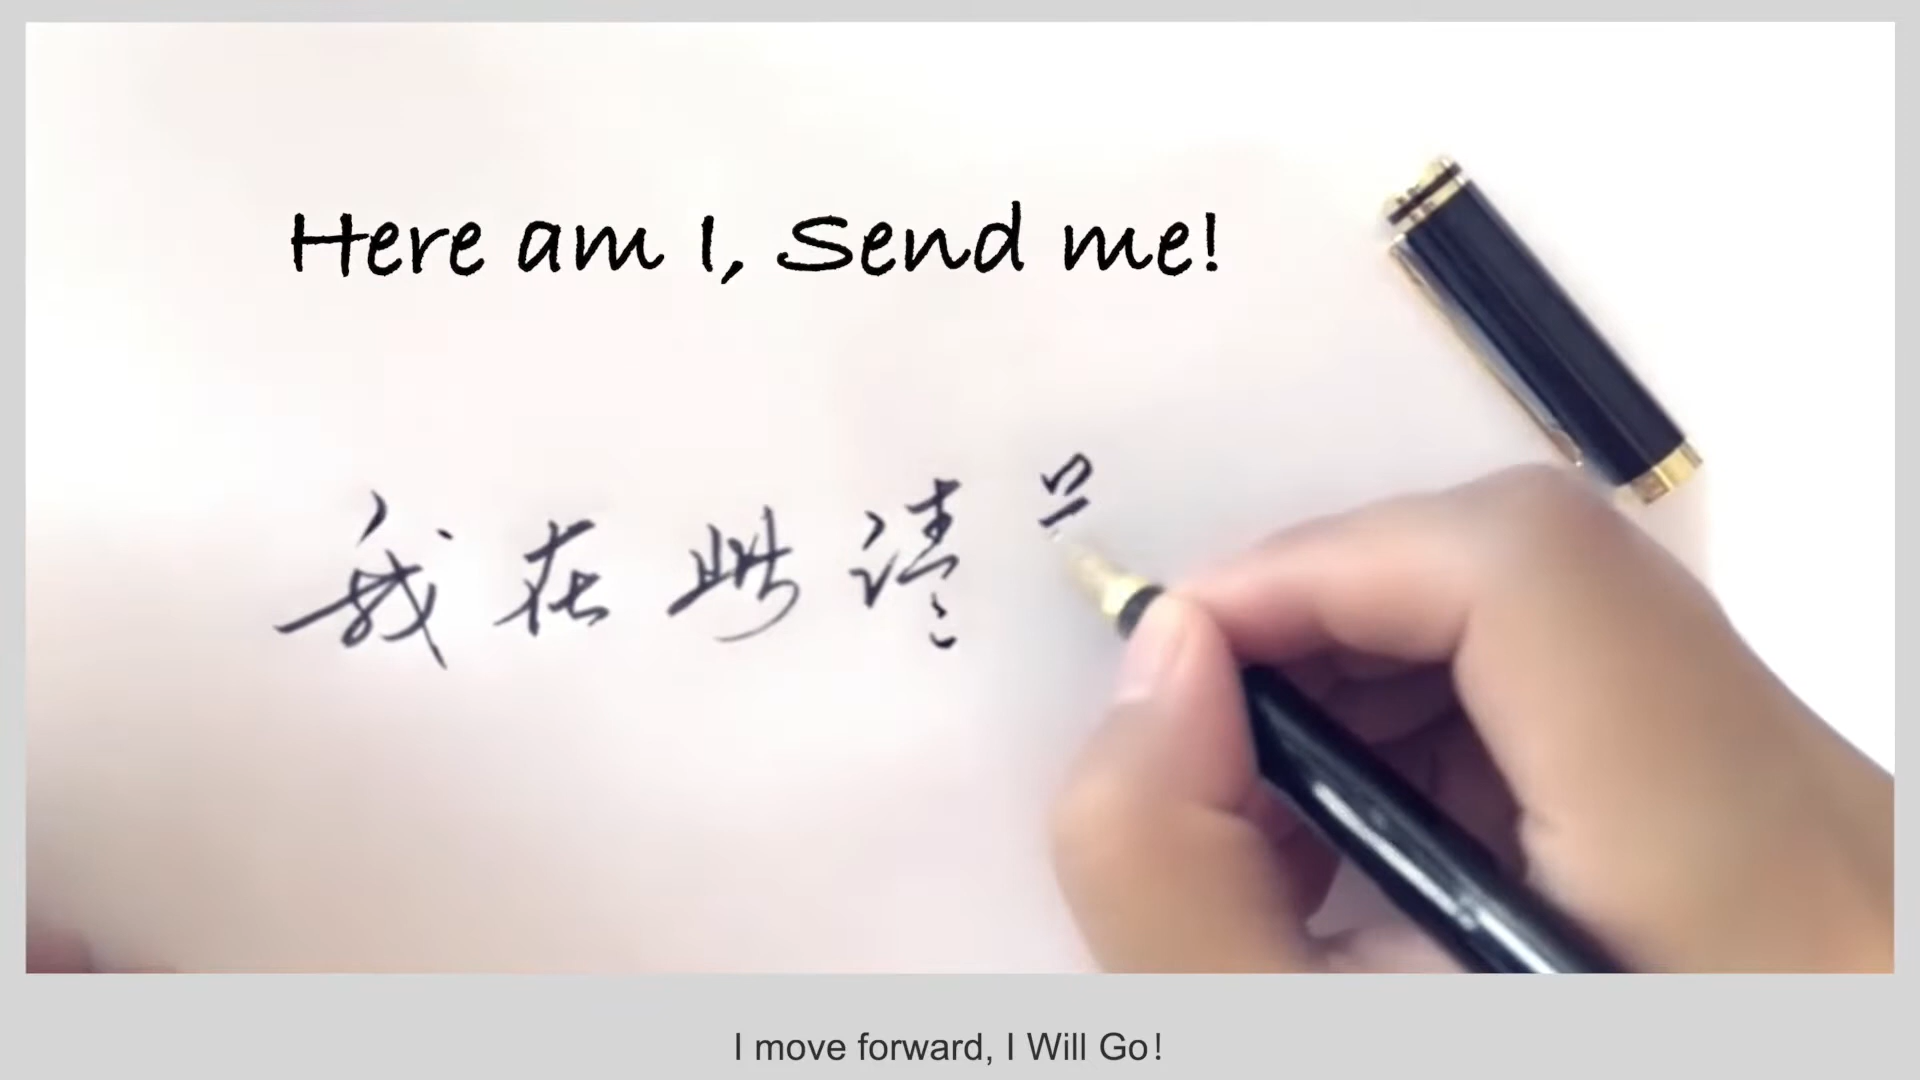 Here am I, Send me!
我在此请
I move forward, I Will Go!